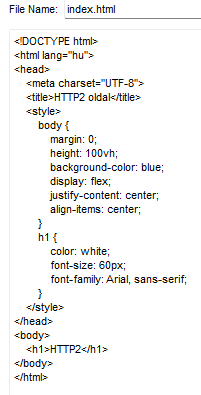 File Name: index.html
<!DOCTYPE html>
<html lang="hu">
<head>
    <meta charset="UTF-8">
    <title>HTTP2 oldal</title>
    <style>
        body {
            margin: 0;
            height: 100vh;
            background-color: blue;
            display: flex;
            justify-content: center;
            align-items: center;
        }
        h1 {
            color: white;
            font-size: 60px;
            font-family: Arial, sans-serif;
        }
    </style>
</head>
<body>
    <h1>HTTP2</h1>
</body>
</html>